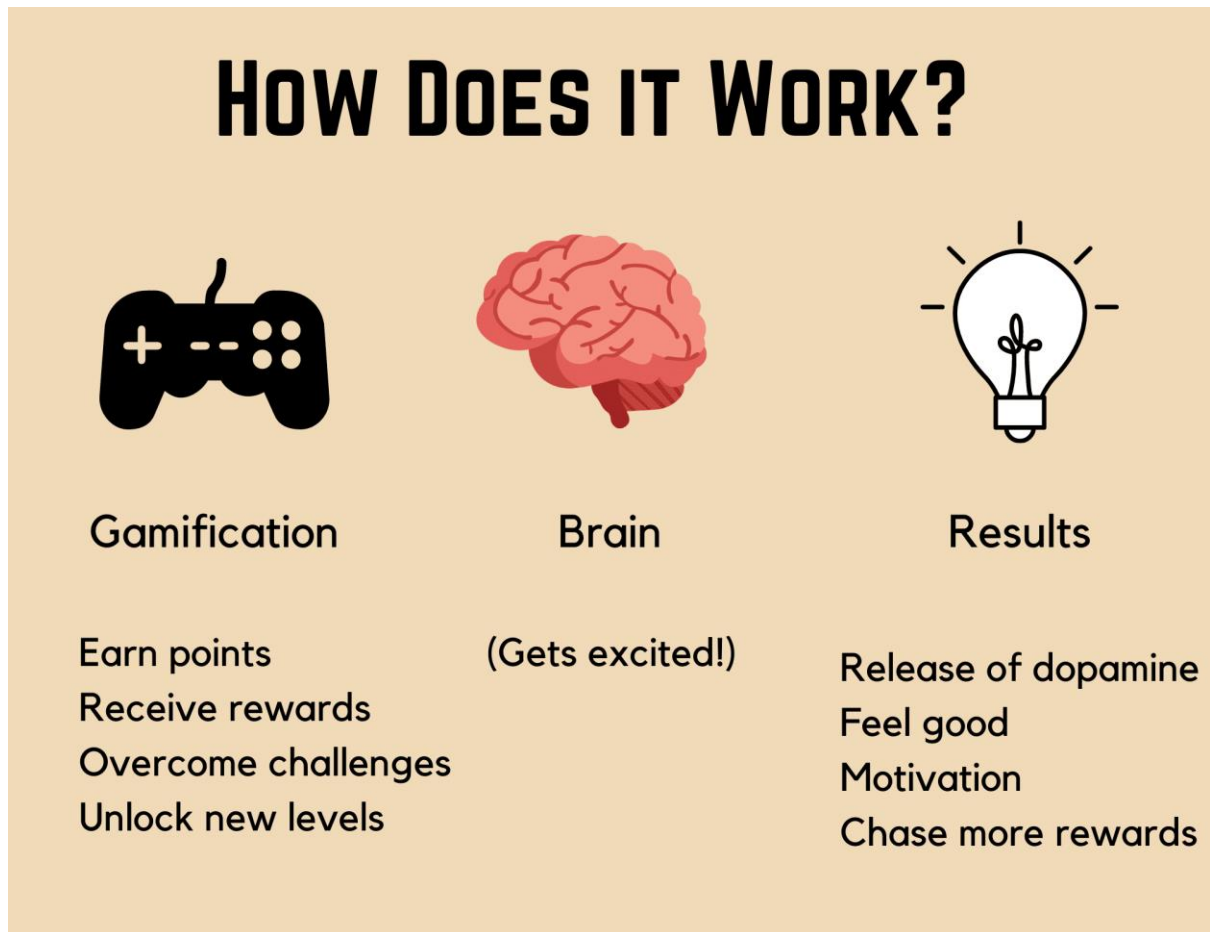 How Does it Work?
Gamification
Earn points
Receive rewards
Overcome challenges
Unlock new levels
Brain
(Gets excited!)
Results
Release of dopamine
Feel good
Motivation
Chase more rewards